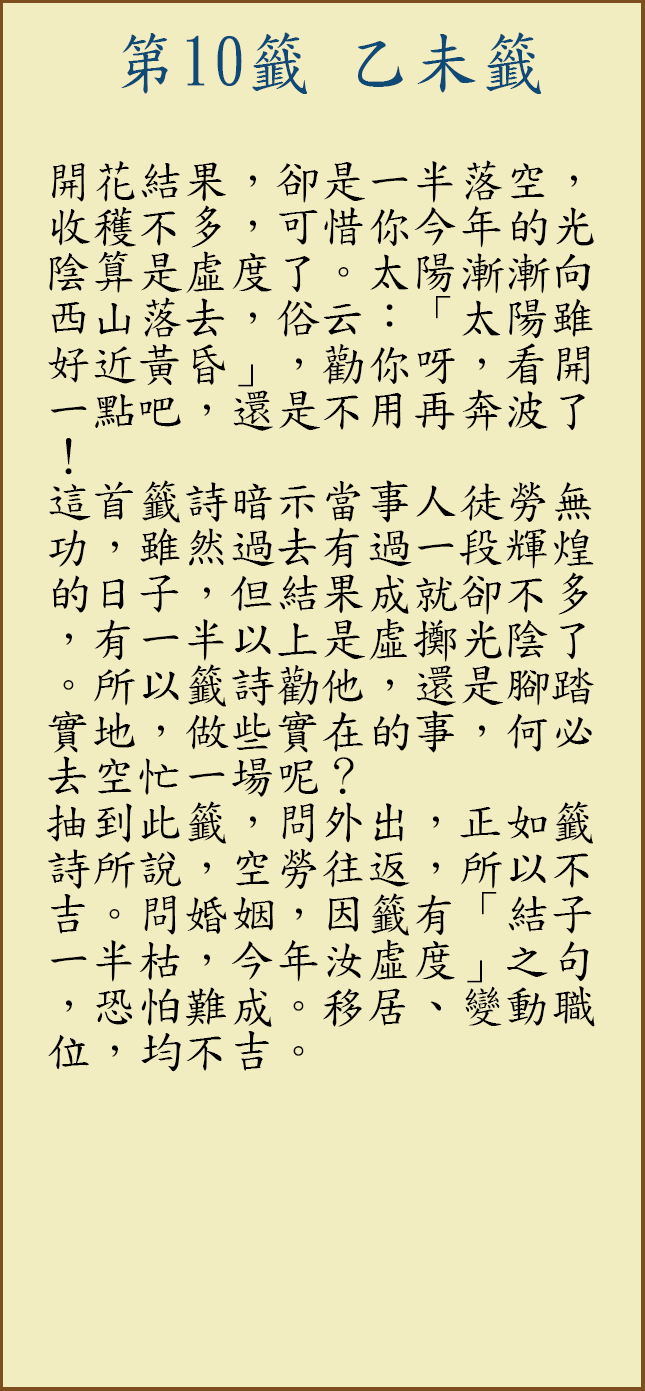 第10籤 乙未籤
開花結果，卻是一半落空，
收穫不多，可惜你今年的光
陰算是虛度了。太陽漸漸向
西山落去，俗云：「太陽雖
好近黃昏」，勸你呀，看開
一點吧，還是不用再奔波了
！
這首籤詩暗示當事人徒勞無
功，雖然過去有過一段輝煌
的日子，但結果成就卻不多
，有一半以上是虛擲光陰了
。所以籤詩勸他，還是腳踏
實地，做些實在的事，何必
去空忙一場呢？
抽到此籤，問外出，正如籤
詩所說，空勞往返，所以不
吉。問婚姻，因籤有「結子
一半枯，今年汝虛度」之句
，恐怕難成。移居、變動職
位，均不吉。